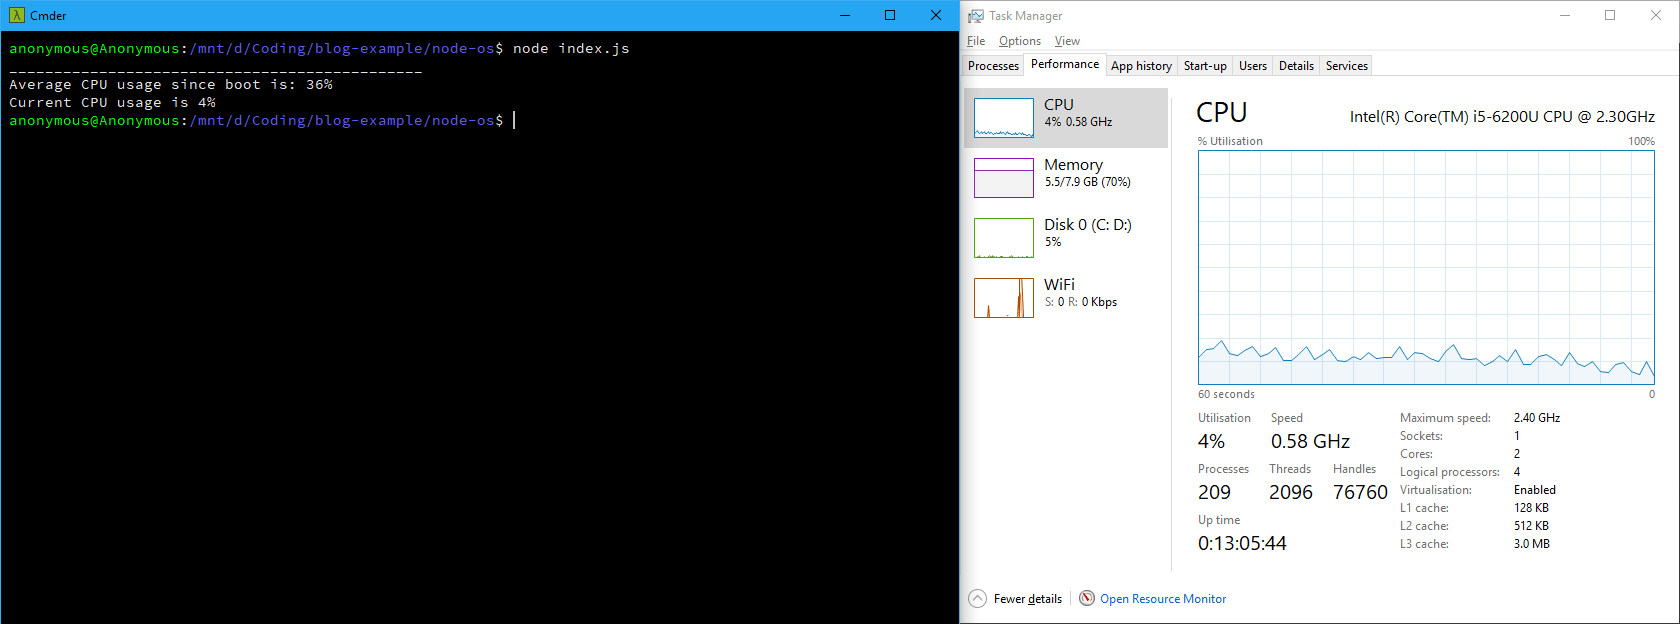 Cmder
anonymous@Anonymous:/mnt/d/Coding/blog-example/node-os$ node index.js
______________________________________________
Average CPU usage since boot is: 36%
Current CPU usage is 4%
anonymous@Anonymous:/mnt/d/Coding/blog-example/node-os$
Task Manager
File Options View
Processes Performance App history Start-up Users Details Services
CPU
4% 0.58 GHz
Memory
5.5/7.9 GB (70%)
Disk 0 (C: D:)
5%
WiFi
S: 0 R: 0 Kbps
CPU Intel(R) Core(TM) i5-6200U CPU @ 2.30GHz
% Utilisation 100%
60 seconds 0
Utilisation Speed
4% 0.58 GHz
Processes Threads Handles
209 2096 76760
Up time
0:13:05:44
Maximum speed: 2.40 GHz
Sockets: 1
Cores: 2
Logical processors: 4
Virtualisation: Enabled
L1 cache: 128 KB
L2 cache: 512 KB
L3 cache: 3.0 MB
Fewer details Open Resource Monitor